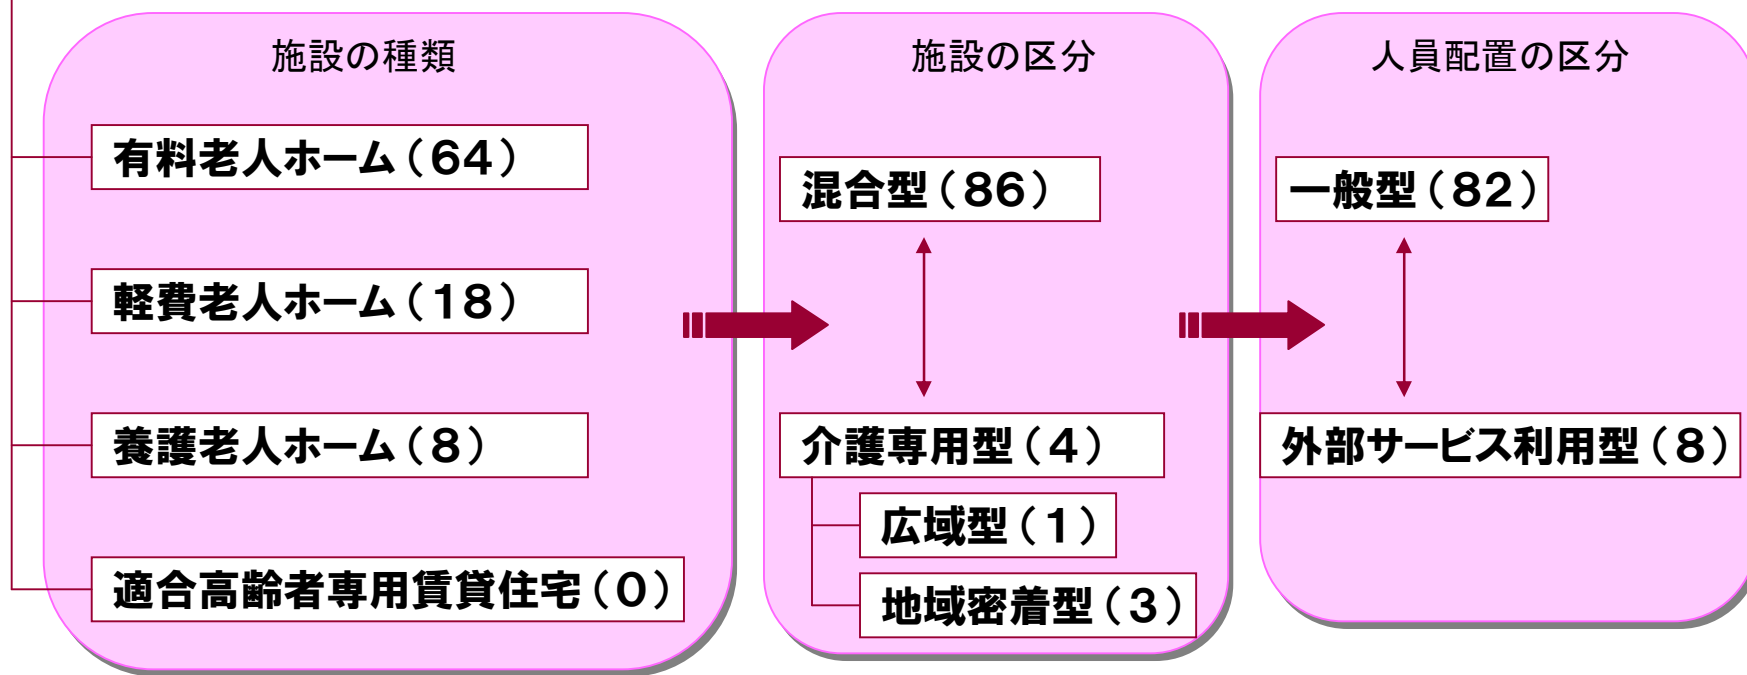 施設の種類
有料老人ホーム（64）
軽費老人ホーム（18）
養護老人ホーム（8）
適合高齢者専用賃貸住宅（0）
施設の区分
混合型（86）
介護専用型（4）
広域型（1）
地域密着型（3）
人員配置の区分
一般型（82）
外部サービス利用型（8）